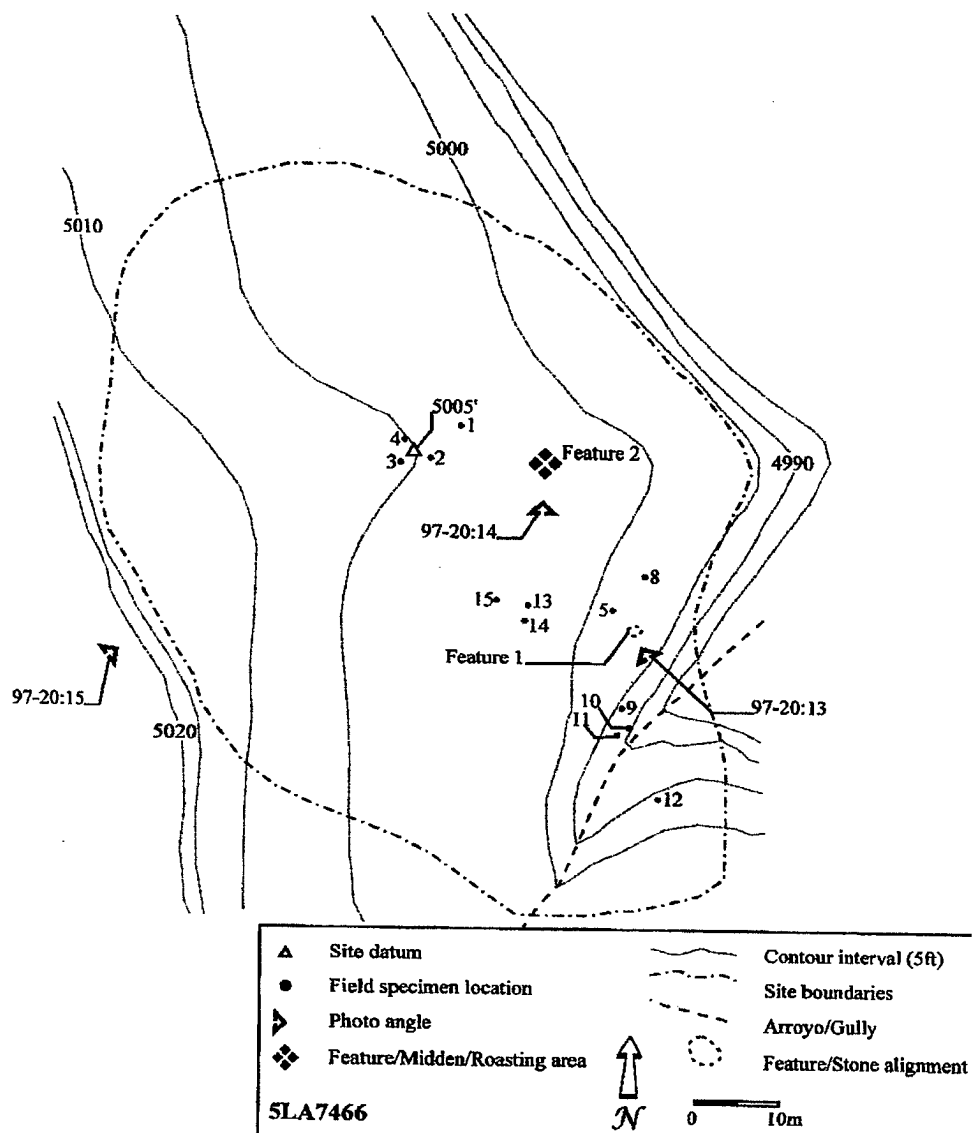 5000
5010
5005'
1
4
3
2
Feature 2
4990
97-20:14
8
15
13
5
14
Feature 1
97-20:15
10
9
97-20:13
11
5020
12
Site datum
Field specimen location
Photo angle
Feature/Midden/Roasting area
5LA7466
Contour interval (5ft)
Site boundaries
Arroyo/Gully
Feature/Stone alignment
N
0
10m